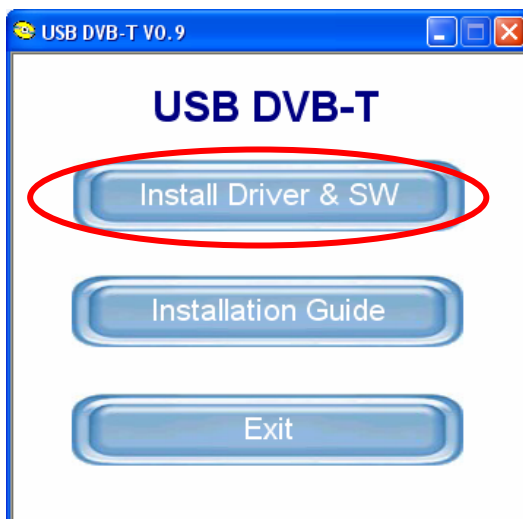 USB DVB-T V0.9
USB DVB-T
Install Driver & SW
Installation Guide
Exit